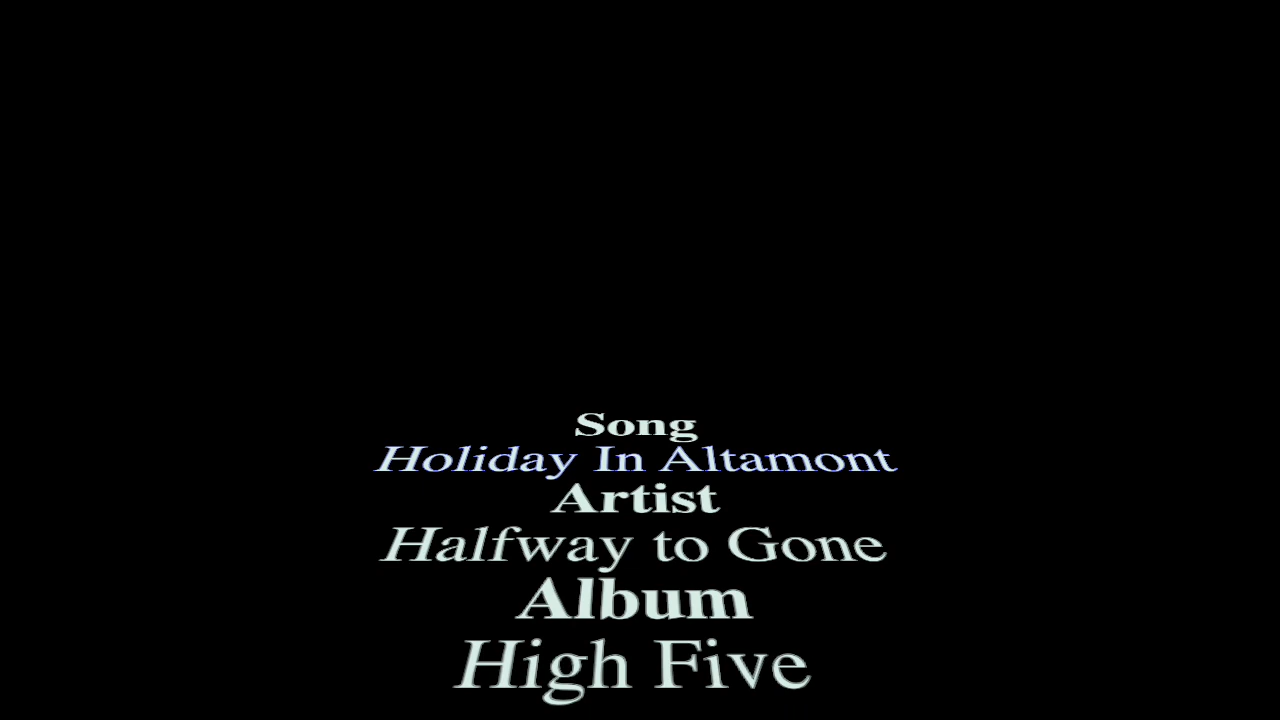 Song
Holiday In Altamont
Artist
Halfway to Gone
Album
High Five